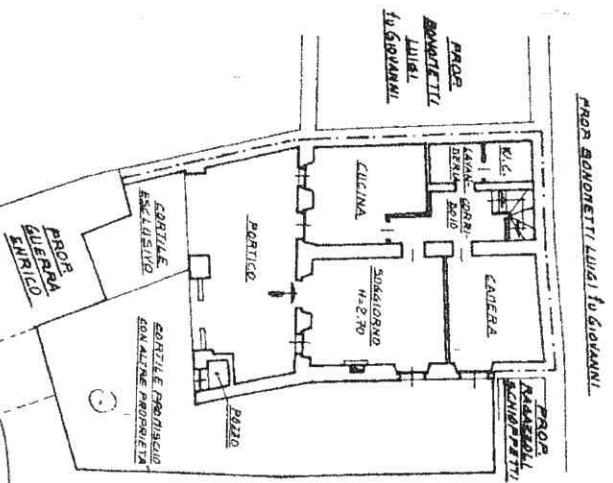 PROP. BONOMETTI LUIGI fu GIOVANNI
PROP.
BONOMETTI
LUIGI
fu GIOVANNI
W.C.
LAVAN-
DERIA
CORRI-
DOIO
CUCINA
CAMERA
SOGGIORNO
H=2.70
PROP.
RAGAZZOLI
SCHIOPPETTI
PORTICO
CORTILE
ESCLUSIVO
POZZO
PROP.
GUERRA
ENRICO
CORTILE PROMISCUO
CON ALTRE PROPRIETÀ